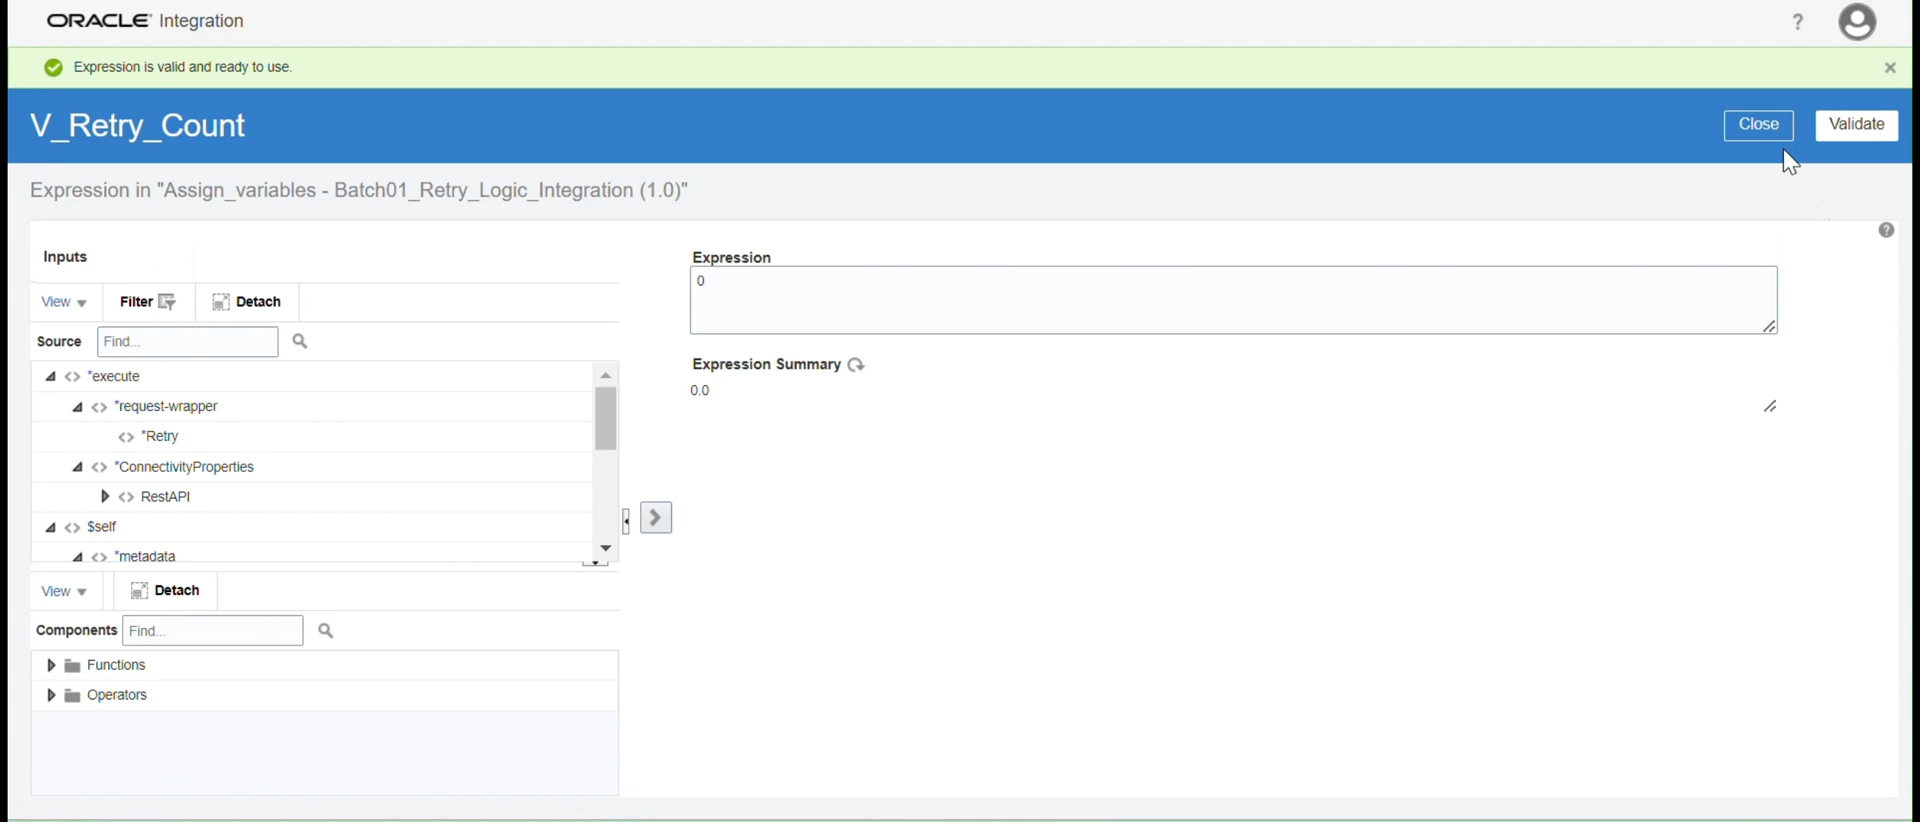 ORACLE Integration
?
Expression is valid and ready to use.
V_Retry_Count
Close
Validate
Expression in "Assign_variables - Batch01_Retry_Logic_Integration (1.0)"
Inputs
View
Filter
Detach
Source
Find...
<> *execute
<> *request-wrapper
<> *Retry
<> *ConnectivityProperties
<> RestAPI
<> $self
<> *metadata
View
Detach
Components
Find...
Functions
Operators
Expression
0
Expression Summary
0.0